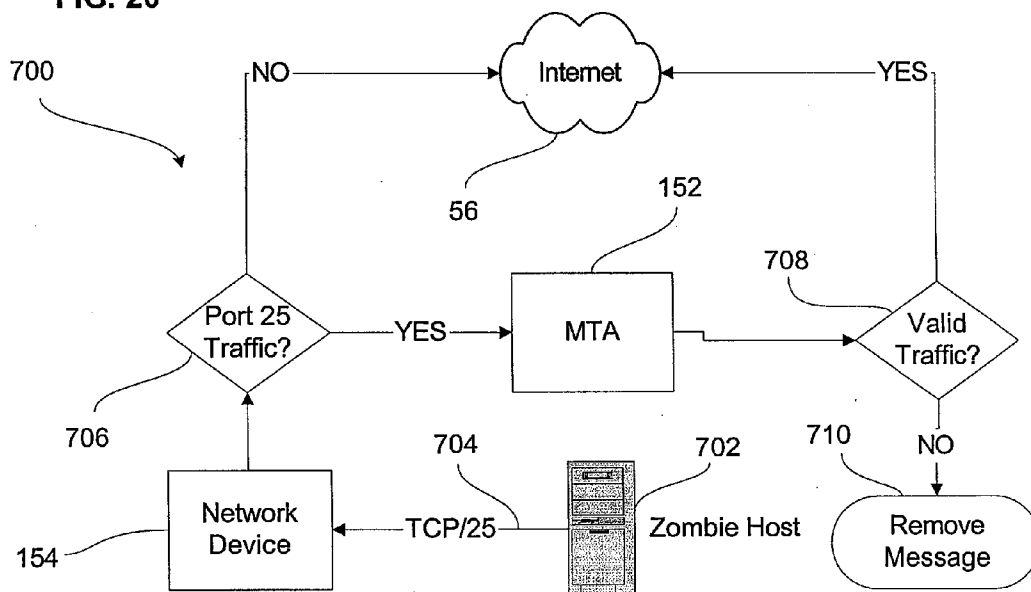 FIG. 20
700
NO
Internet
YES
56
152
708
Port 25
Traffic?
YES
MTA
Valid
Traffic?
706
704
702
710
NO
Network
Device
TCP/25
Zombie Host
Remove
Message
154